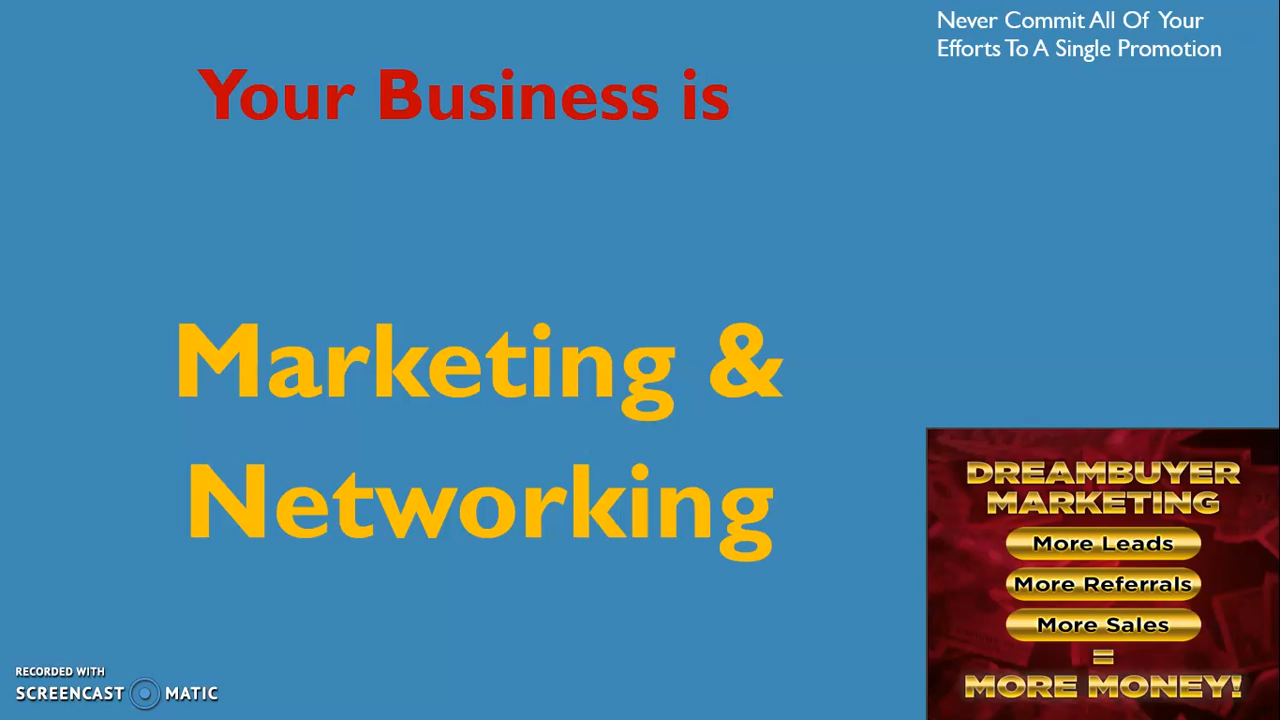 Never Commit All Of Your
Efforts To A Single Promotion
Your Business is
Marketing &
Networking
DREAMBUYER
MARKETING
More Leads
More Referrals
More Sales
=
MORE MONEY!
RECORDED WITH
SCREENCAST MATIC